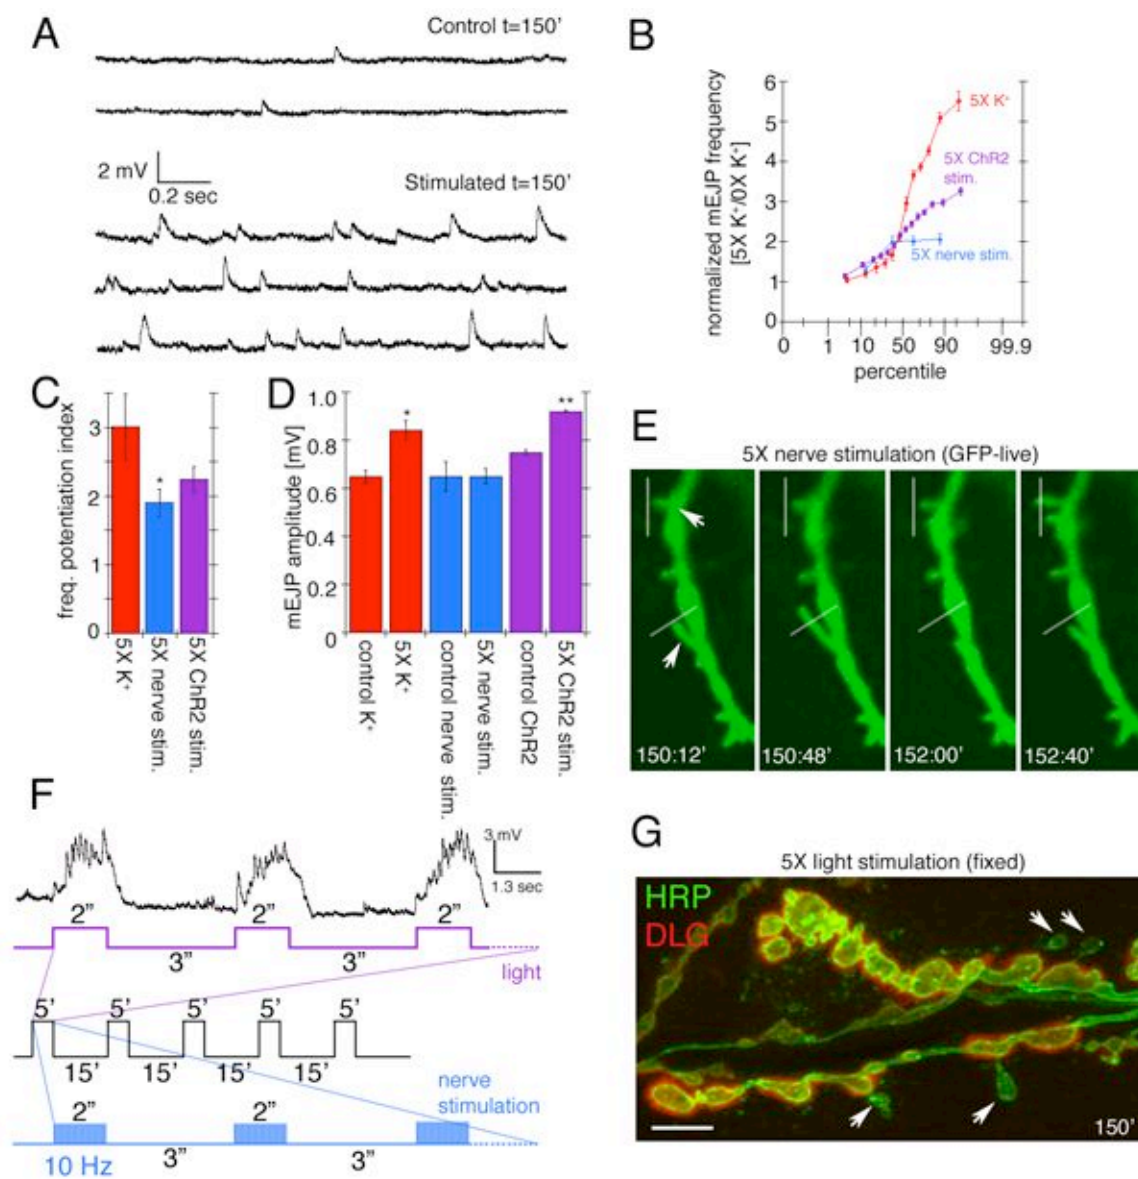 A
Control t=150'
2 mV
0.2 sec
Stimulated t=150'
B
normalized mEJP frequency
[5X K⁺/0X K⁺]
6
5
4
3
2
1
0
5X K⁺
5X ChR2
stim.
5X nerve stim.
0 1 10 50 90 99.9
percentile
C
freq. potentiation index
3
2
1
0
*
5X K⁺
5X nerve stim.
5X ChR2 stim.
D
mEJP amplitude [mV]
1.0
0.8
0.6
0.4
0.2
0
*
**
control K⁺
5X K⁺
control nerve stim.
5X nerve stim.
control ChR2
5X ChR2 stim.
E
5X nerve stimulation (GFP-live)
150:12'
150:48'
152:00'
152:40'
F
3 mV
1.3 sec
2” 2” 2”
3” 3”
light
5' 5' 5' 5' 5'
15' 15' 15' 15'
nerve
stimulation
2” 2”
3” 3”
10 Hz
G
5X light stimulation (fixed)
HRP
DLG
150'